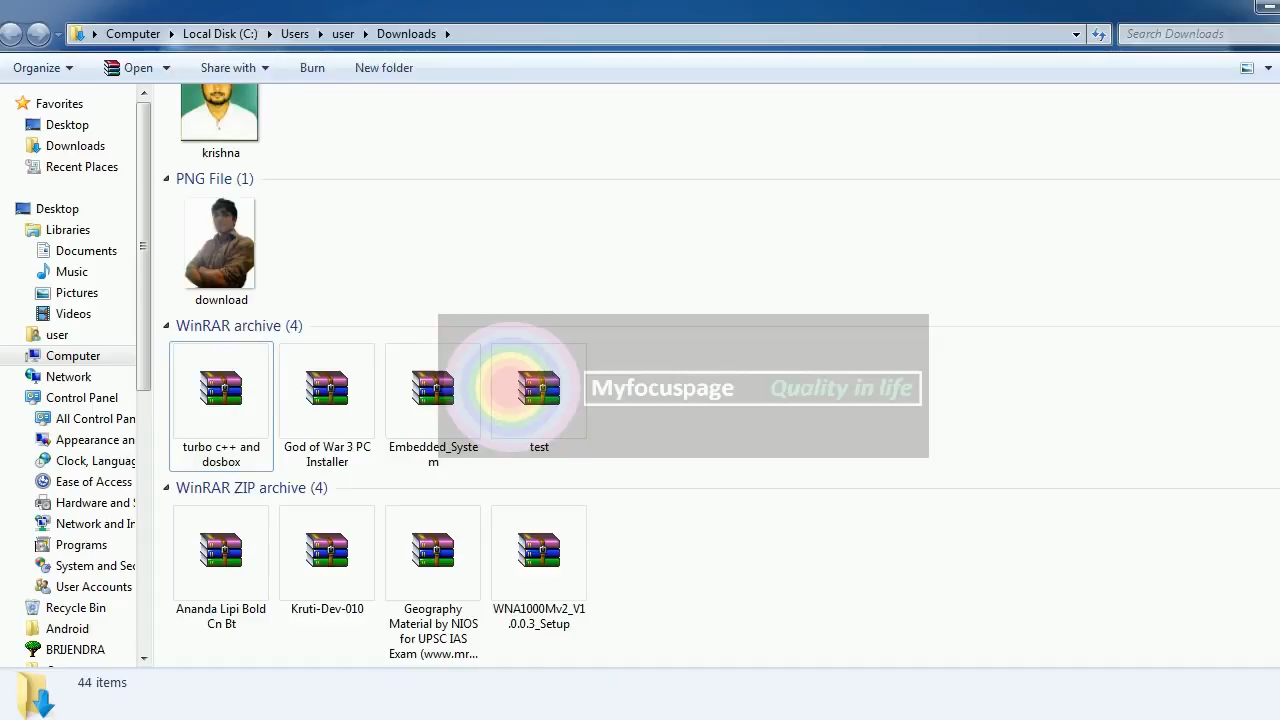 Computer Local Disk (C:) Users user Downloads
Search Downloads
Organize Open Share with Burn New folder
Favorites
Desktop
Downloads
Recent Places
Desktop
Libraries
Documents
Music
Pictures
Videos
user
Computer
Network
Control Panel
All Control Pan
Appearance an
Clock, Languag
Ease of Access
Hardware and S
Network and In
Programs
System and Sec
User Accounts
Recycle Bin
Android
BRIJENDRA
krishna
PNG File (1)
download
WinRAR archive (4)
turbo c++ and
dosbox
God of War 3 PC
Installer
Embedded_Syste
m
test
Myfocuspage Quality in life
WinRAR ZIP archive (4)
Ananda Lipi Bold
Cn Bt
Kruti-Dev-010
Geography
Material by NIOS
for UPSC IAS
Exam (www.mr...
WNA1000Mv2_V1
.0.0.3_Setup
44 items